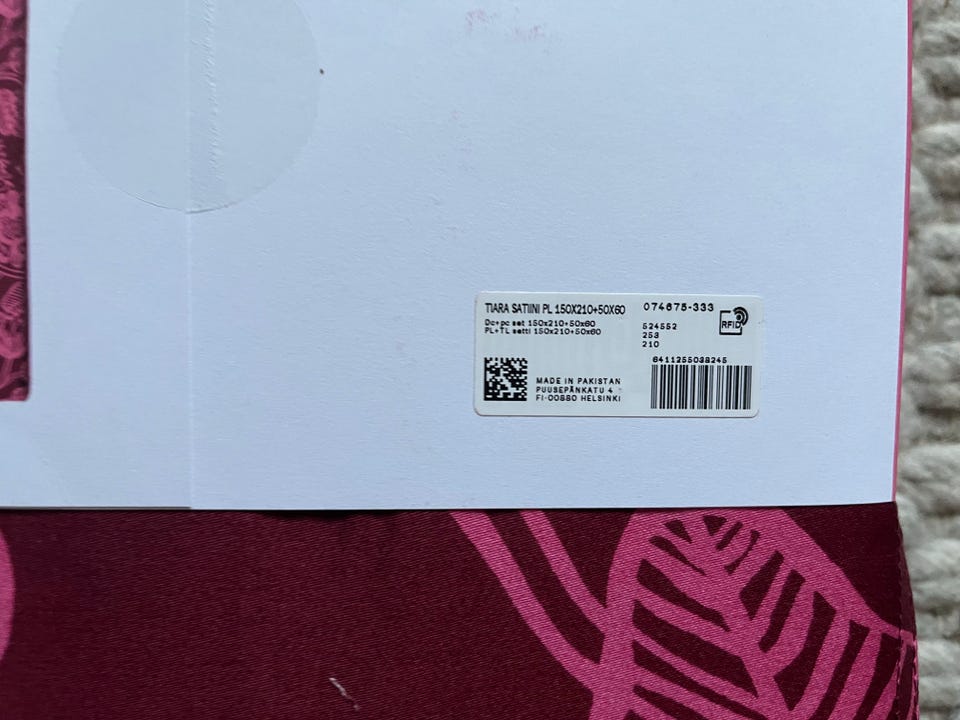 TIARA SATIINI PL 150X210+50X60
Dc+pc set 150x210+50x60
PL+TL setti 150x210+50x60
074675-333
524552
253
210
RFID
6411255038245
MADE IN PAKISTAN
PUUSEPÄNKATU 4
FI-00880 HELSINKI